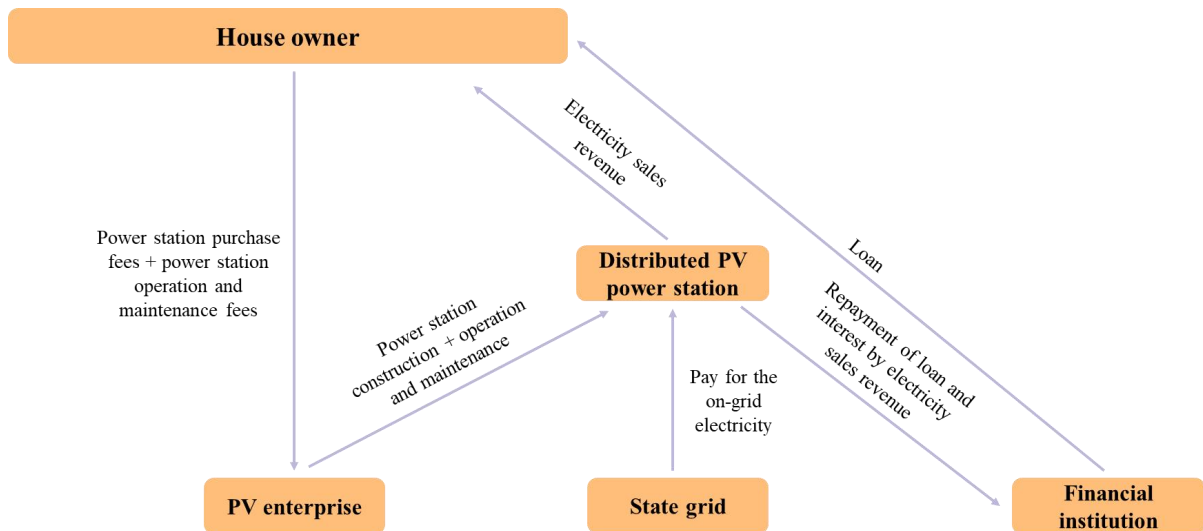 House owner
Electricity sales
revenue
Power station purchase
fees + power station
operation and
maintenance fees
Loan
Distributed PV
power station
Power station
construction + operation
and maintenance
Repayment of loan and
interest by electricity
sales revenue
Pay for the
on-grid
electricity
PV enterprise
State grid
Financial
institution